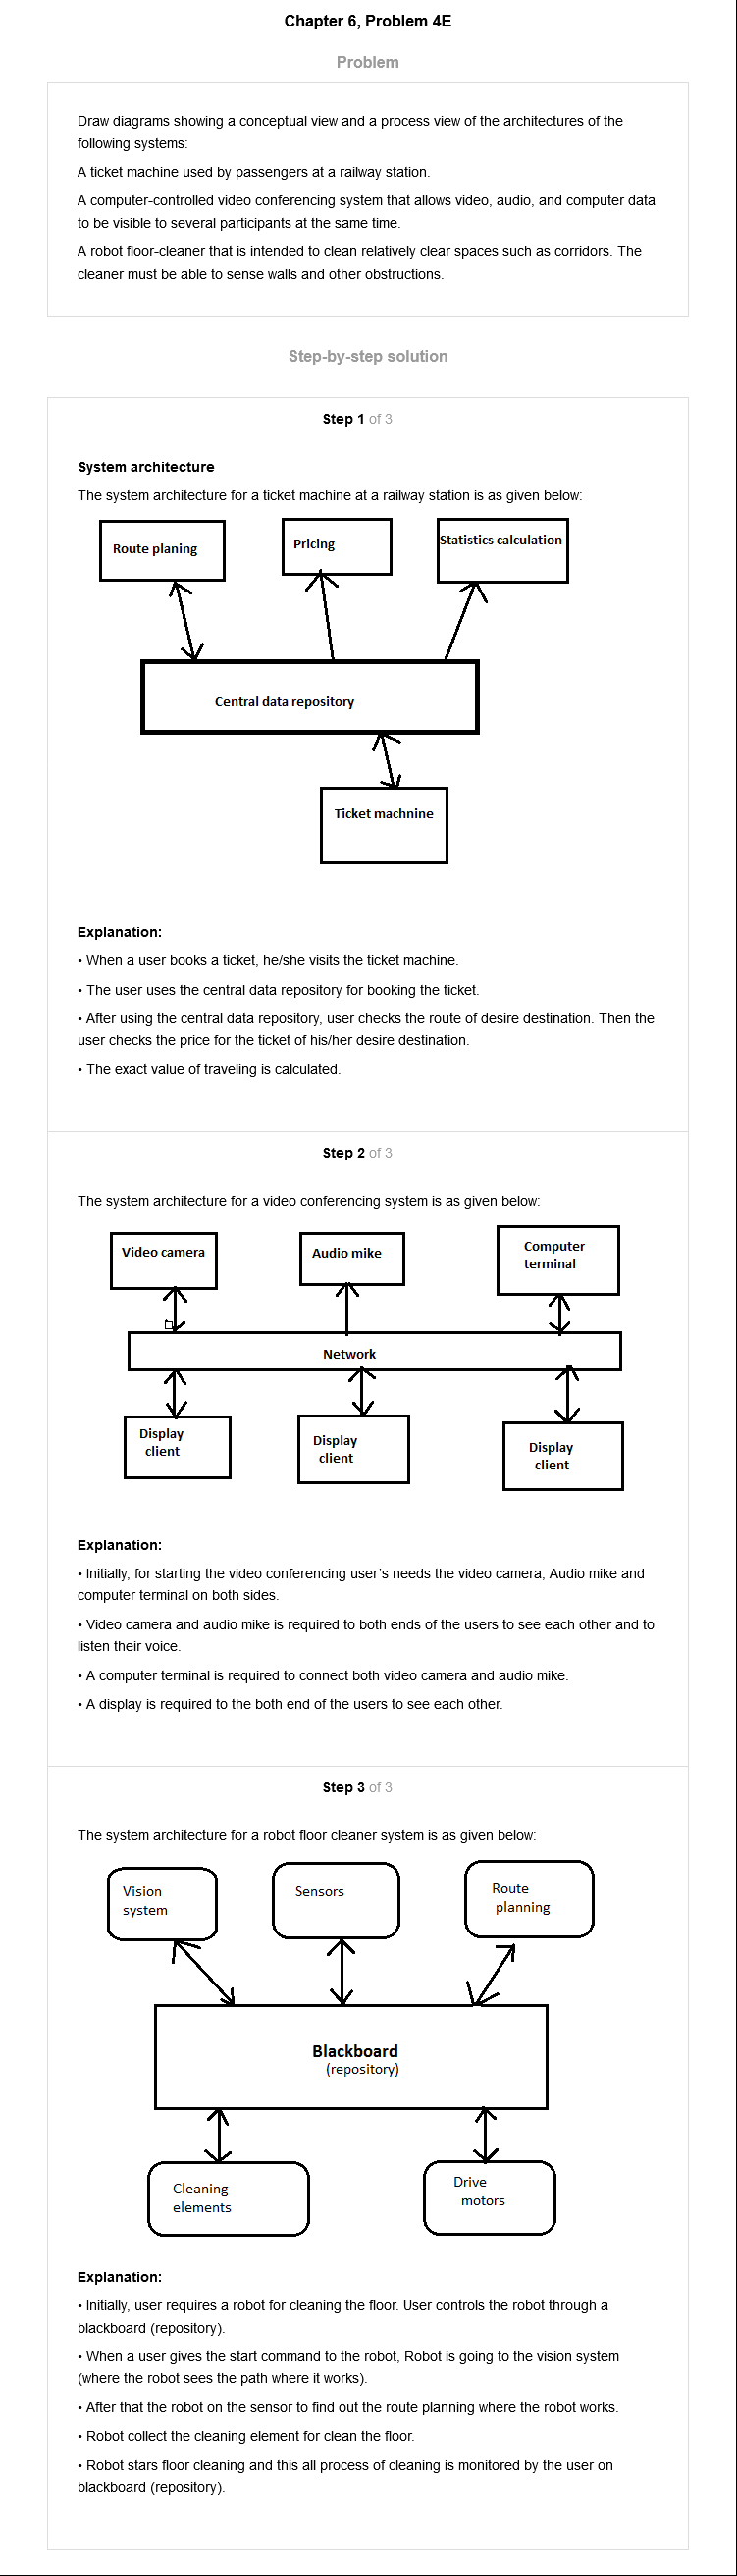 Chapter 6, Problem 4E
Problem
Draw diagrams showing a conceptual view and a process view of the architectures of the
following systems:
A ticket machine used by passengers at a railway station.
A computer-controlled video conferencing system that allows video, audio, and computer data
to be visible to several participants at the same time.
A robot floor-cleaner that is intended to clean relatively clear spaces such as corridors. The
cleaner must be able to sense walls and other obstructions.
Step-by-step solution
Step 1 of 3
System architecture
The system architecture for a ticket machine at a railway station is as given below:
Route planing
Pricing
Statistics calculation
Central data repository
Ticket machnine
Explanation:
• When a user books a ticket, he/she visits the ticket machine.
• The user uses the central data repository for booking the ticket.
• After using the central data repository, user checks the route of desire destination. Then the
user checks the price for the ticket of his/her desire destination.
• The exact value of traveling is calculated.
Step 2 of 3
The system architecture for a video conferencing system is as given below:
Video camera
Audio mike
Computer
terminal
Network
Display
client
Display
client
Display
client
Explanation:
• Initially, for starting the video conferencing user’s needs the video camera, Audio mike and
computer terminal on both sides.
• Video camera and audio mike is required to both ends of the users to see each other and to
listen their voice.
• A computer terminal is required to connect both video camera and audio mike.
• A display is required to the both end of the users to see each other.
Step 3 of 3
The system architecture for a robot floor cleaner system is as given below:
Vision
system
Sensors
Route
planning
Blackboard
(repository)
Cleaning
elements
Drive
motors
Explanation:
• Initially, user requires a robot for cleaning the floor. User controls the robot through a
blackboard (repository).
• When a user gives the start command to the robot, Robot is going to the vision system
(where the robot sees the path where it works).
• After that the robot on the sensor to find out the route planning where the robot works.
• Robot collect the cleaning element for clean the floor.
• Robot stars floor cleaning and this all process of cleaning is monitored by the user on
blackboard (repository).